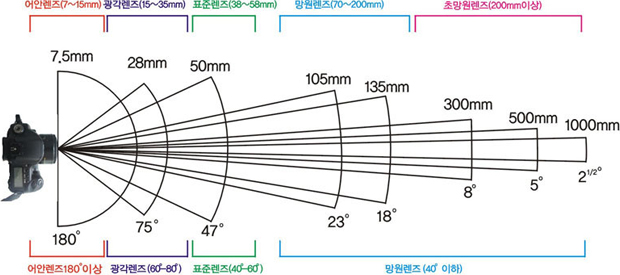 어안렌즈(7~15mm) 광각렌즈(15~35mm) 표준렌즈(38~58mm) 망원렌즈(70~200mm) 초망원렌즈(200mm이상)
7.5mm 28mm 50mm 105mm 135mm 300mm 500mm 1000mm
180° 75° 47° 23° 18° 8° 5° 2¹/²°
어안렌즈180°이상 광각렌즈(60°-80°) 표준렌즈(40°-60°) 망원렌즈(40° 이하)